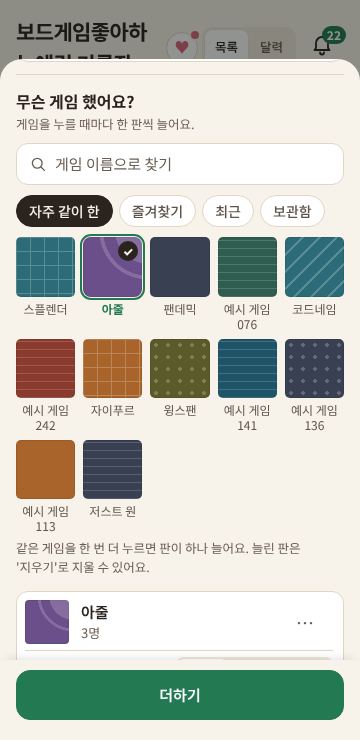 보드게임좋아하
목록
달력
22
무슨 게임 했어요?
게임을 누를 때마다 한 판씩 늘어요.
게임 이름으로 찾기
자주 같이 한
즐겨찾기
최근
보관함
스플렌더
아줄
팬데믹
예시 게임
076
코드네임
예시 게임
242
자이푸르
윙스팬
예시 게임
141
예시 게임
136
예시 게임
113
저스트 원
같은 게임을 한 번 더 누르면 판이 하나 늘어요. 늘린 판은
'지우기'로 지울 수 있어요.
아줄
3명
더하기